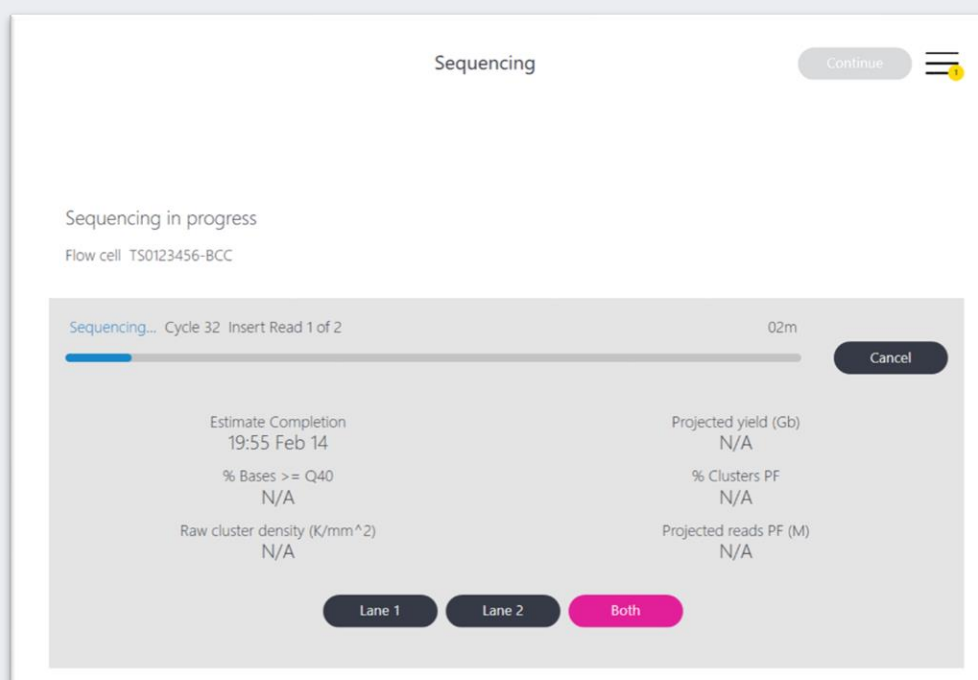 Sequencing
Continue
1
Sequencing in progress
Flow cell TS0123456-BCC
Sequencing... Cycle 32 Insert Read 1 of 2
02m
Cancel
Estimate Completion
19:55 Feb 14
Projected yield (Gb)
N/A
% Bases >= Q40
N/A
% Clusters PF
N/A
Raw cluster density (K/mm^2)
N/A
Projected reads PF (M)
N/A
Lane 1
Lane 2
Both